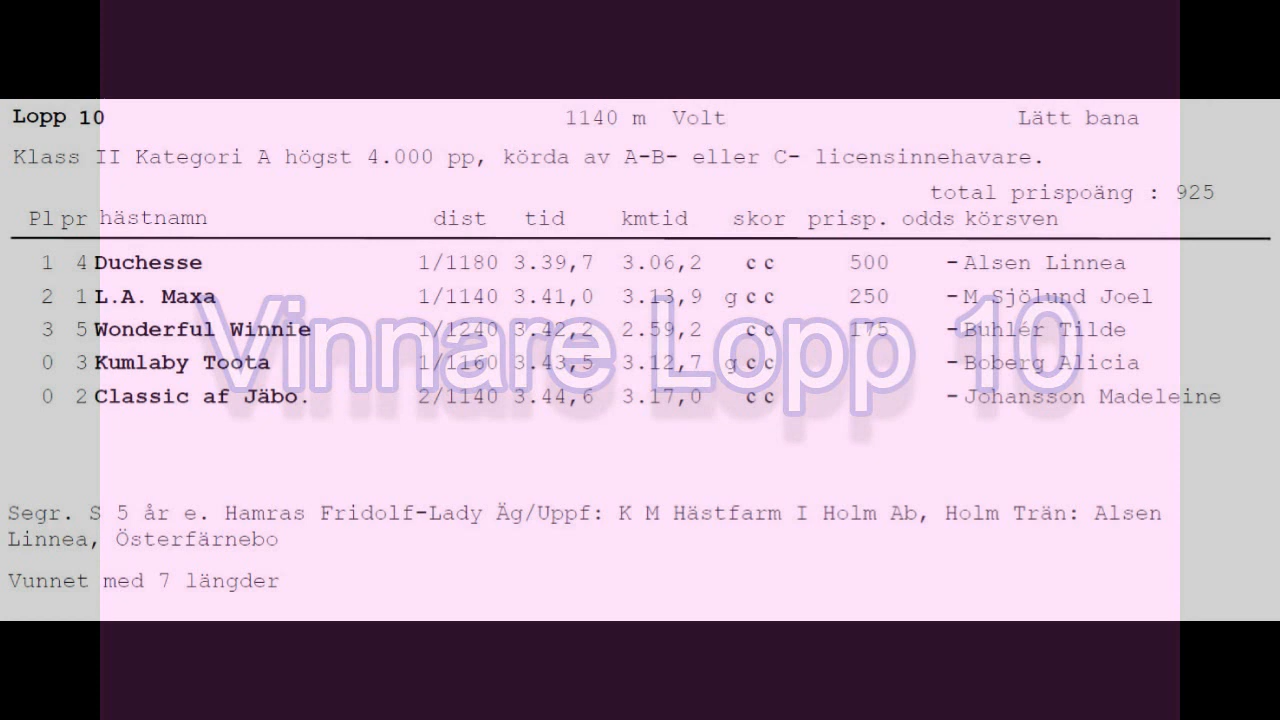 Lopp 10 1140 m Volt Lätt bana
Klass II Kategori A högst 4.000 pp, körda av A-B- eller C- licensinnehavare.
total prispoäng : 925
Pl pr hästnamn dist tid kmtid skor prisp. odds körsven
1 4 Duchesse 1/1180 3.39,7 3.06,2 c c 500 - Alsen Linnea
2 1 L.A. Maxa 1/1140 3.41,0 3.13,9 g c c 250 - M Sjölund Joel
3 5 Wonderful Winnie 1/1240 3.42,2 2.59,2 c c 175 - Buhlér Tilde
Vinnare Lopp 10
0 3 Kumlaby Toota 1/1160 3.43,5 3.12,7 g c c - Boberg Alicia
0 2 Classic af Jäbo. 2/1140 3.44,6 3.17,0 c c - Johansson Madeleine
Segr. S 5 år e. Hamras Fridolf-Lady Äg/Uppf: K M Hästfarm I Holm Ab, Holm Trän: Alsen
Linnea, Österfärnebo
Vunnet med 7 längder